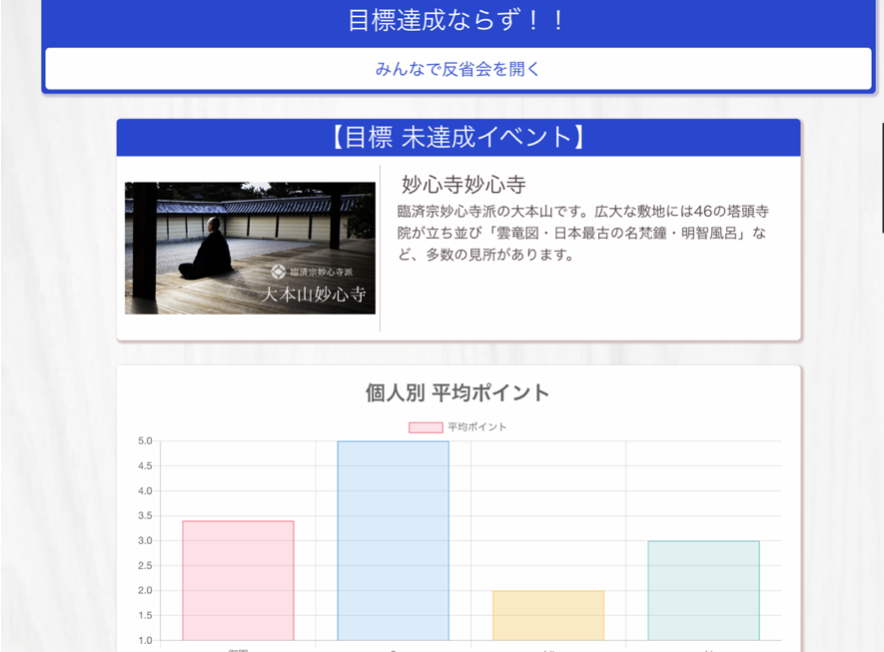 目標達成ならず！！
みんなで反省会を開く
【目標 未達成イベント】
妙心寺妙心寺
臨済宗妙心寺派の大本山です。広大な敷地には46の塔頭寺
院が立ち並び「雲竜図・日本最古の名梵鐘・明智風呂」な
ど、多数の見所があります。
臨済宗妙心寺派
大本山妙心寺
個人別 平均ポイント
平均ポイント
5.0
4.5
4.0
3.5
3.0
2.5
2.0
1.5
1.0